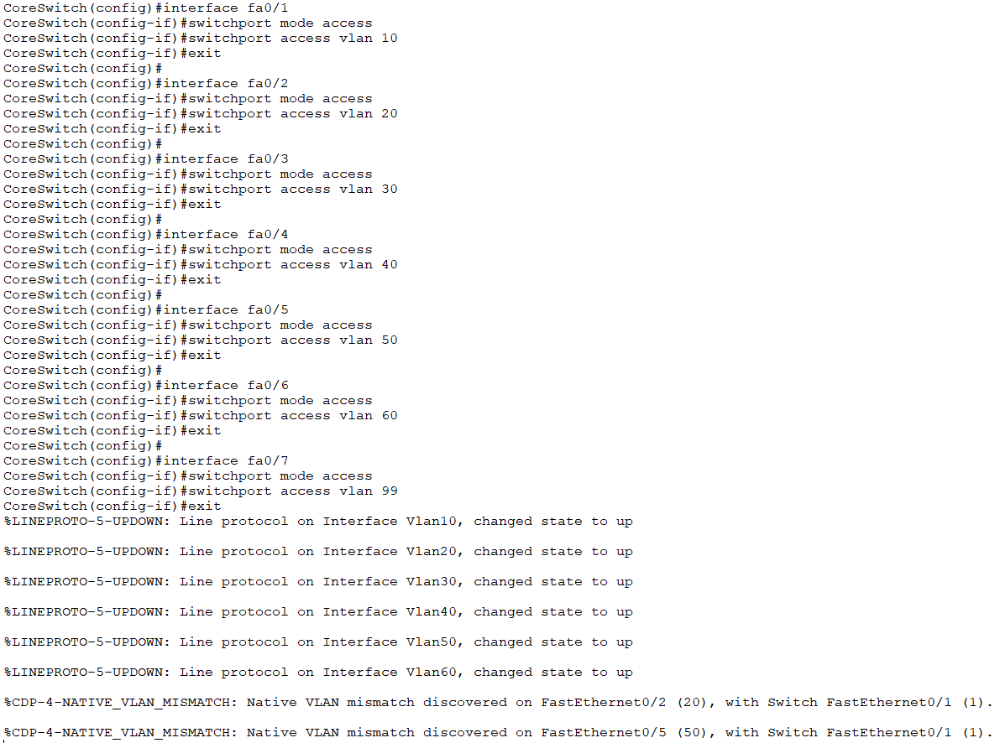 CoreSwitch(config)#interface fa0/1
CoreSwitch(config-if)#switchport mode access
CoreSwitch(config-if)#switchport access vlan 10
CoreSwitch(config-if)#exit
CoreSwitch(config)#
CoreSwitch(config)#interface fa0/2
CoreSwitch(config-if)#switchport mode access
CoreSwitch(config-if)#switchport access vlan 20
CoreSwitch(config-if)#exit
CoreSwitch(config)#
CoreSwitch(config)#interface fa0/3
CoreSwitch(config-if)#switchport mode access
CoreSwitch(config-if)#switchport access vlan 30
CoreSwitch(config-if)#exit
CoreSwitch(config)#
CoreSwitch(config)#interface fa0/4
CoreSwitch(config-if)#switchport mode access
CoreSwitch(config-if)#switchport access vlan 40
CoreSwitch(config-if)#exit
CoreSwitch(config)#
CoreSwitch(config)#interface fa0/5
CoreSwitch(config-if)#switchport mode access
CoreSwitch(config-if)#switchport access vlan 50
CoreSwitch(config-if)#exit
CoreSwitch(config)#
CoreSwitch(config)#interface fa0/6
CoreSwitch(config-if)#switchport mode access
CoreSwitch(config-if)#switchport access vlan 60
CoreSwitch(config-if)#exit
CoreSwitch(config)#
CoreSwitch(config)#interface fa0/7
CoreSwitch(config-if)#switchport mode access
CoreSwitch(config-if)#switchport access vlan 99
CoreSwitch(config-if)#exit
%LINEPROTO-5-UPDOWN: Line protocol on Interface Vlan10, changed state to up
%LINEPROTO-5-UPDOWN: Line protocol on Interface Vlan20, changed state to up
%LINEPROTO-5-UPDOWN: Line protocol on Interface Vlan30, changed state to up
%LINEPROTO-5-UPDOWN: Line protocol on Interface Vlan40, changed state to up
%LINEPROTO-5-UPDOWN: Line protocol on Interface Vlan50, changed state to up
%LINEPROTO-5-UPDOWN: Line protocol on Interface Vlan60, changed state to up
%CDP-4-NATIVE_VLAN_MISMATCH: Native VLAN mismatch discovered on FastEthernet0/2 (20), with Switch FastEthernet0/1 (1).
%CDP-4-NATIVE_VLAN_MISMATCH: Native VLAN mismatch discovered on FastEthernet0/5 (50), with Switch FastEthernet0/1 (1).